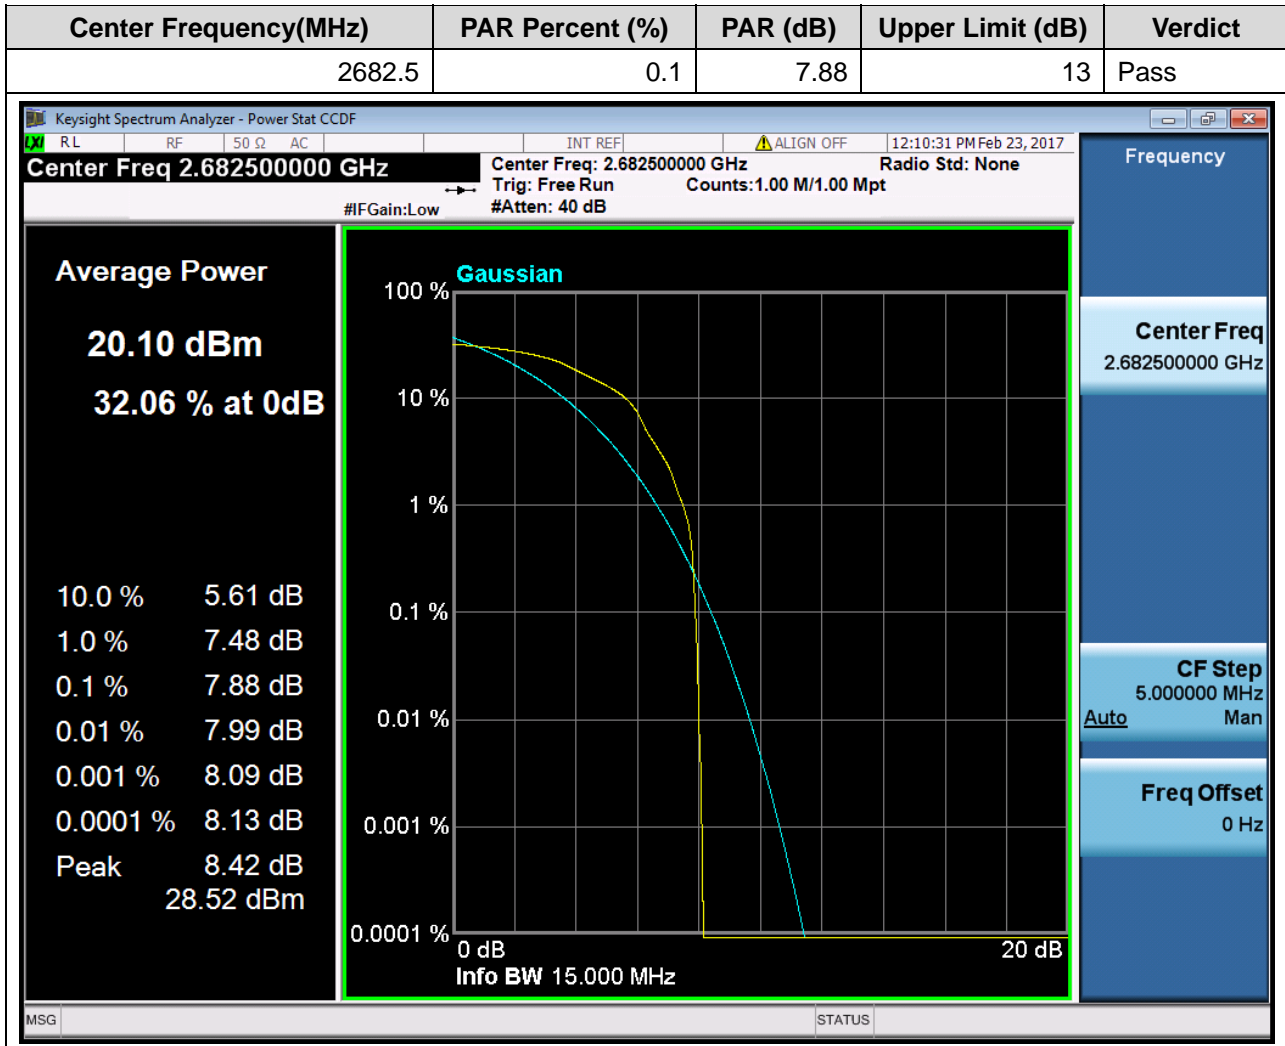 Center Frequency(MHz) PAR Percent (%) PAR (dB) Upper Limit (dB) Verdict
2682.5 0.1 7.88 13 Pass
Keysight Spectrum Analyzer - Power Stat CCDF
LXI RL RF 50 Ω AC INT REF ALIGN OFF 12:10:31 PM Feb 23, 2017
Center Freq 2.682500000 GHz
Center Freq: 2.682500000 GHz Radio Std: None
Trig: Free Run Counts:1.00 M/1.00 Mpt
#IFGain:Low #Atten: 40 dB
Average Power
20.10 dBm
32.06 % at 0dB
10.0 % 5.61 dB
1.0 % 7.48 dB
0.1 % 7.88 dB
0.01 % 7.99 dB
0.001 % 8.09 dB
0.0001 % 8.13 dB
Peak 8.42 dB
28.52 dBm
Gaussian
100 %
10 %
1 %
0.1 %
0.01 %
0.001 %
0.0001 %
0 dB 20 dB
Info BW 15.000 MHz
Frequency
Center Freq
2.682500000 GHz
CF Step
5.000000 MHz
Auto Man
Freq Offset
0 Hz
MSG STATUS